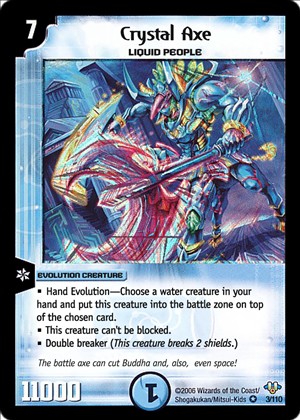 7
Crystal Axe
LIQUID PEOPLE
EVOLUTION CREATURE
▪ Hand Evolution—Choose a water creature in your
hand and put this creature into the battle zone on top
of the chosen card.
▪ This creature can't be blocked.
▪ Double breaker (This creature breaks 2 shields.)
The battle axe can cut Buddha and, also, even space!
11000
1
©2006 Wizards of the Coast/
Shogakukan/Mitsui-Kids
3/110